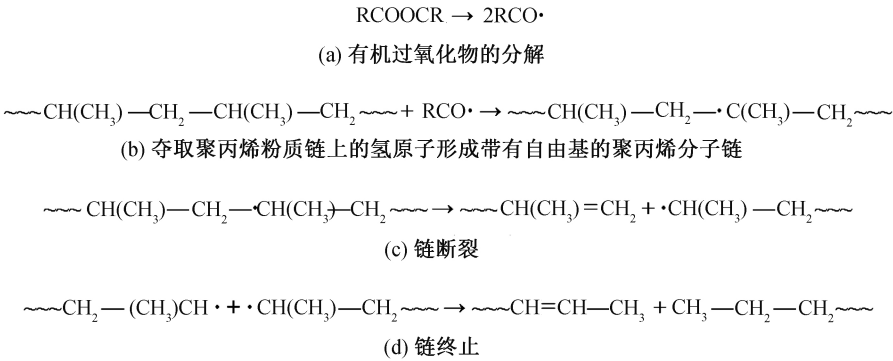 RCOOCR → 2RCO·
(a) 有机过氧化物的分解
~~~CH(CH₃)—CH₂—CH(CH₃)—CH₂~~~+ RCO·→~~~CH(CH₃)—CH₂—·C(CH₃)—CH₂~~~
(b) 夺取聚丙烯粉质链上的氢原子形成带有自由基的聚丙烯分子链
~~~CH(CH₃)—CH₂—·CH(CH₃)—CH₂~~~→~~~CH(CH₃)=CH₂+·CH(CH₃)—CH₂~~~
(c) 链断裂
~~~CH₂—(CH₃)CH·+·CH(CH₃)—CH₂~~~→~~~CH=CH—CH₃+CH₃—CH₂—CH₂~~~
(d) 链终止